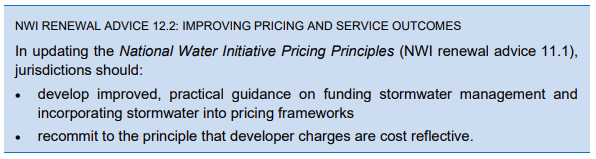 NWI RENEWAL ADVICE 12.2: IMPROVING PRICING AND SERVICE OUTCOMES
In updating the National Water Initiative Pricing Principles (NWI renewal advice 11.1),
jurisdictions should:
• develop improved, practical guidance on funding stormwater management and
incorporating stormwater into pricing frameworks
• recommit to the principle that developer charges are cost reflective.